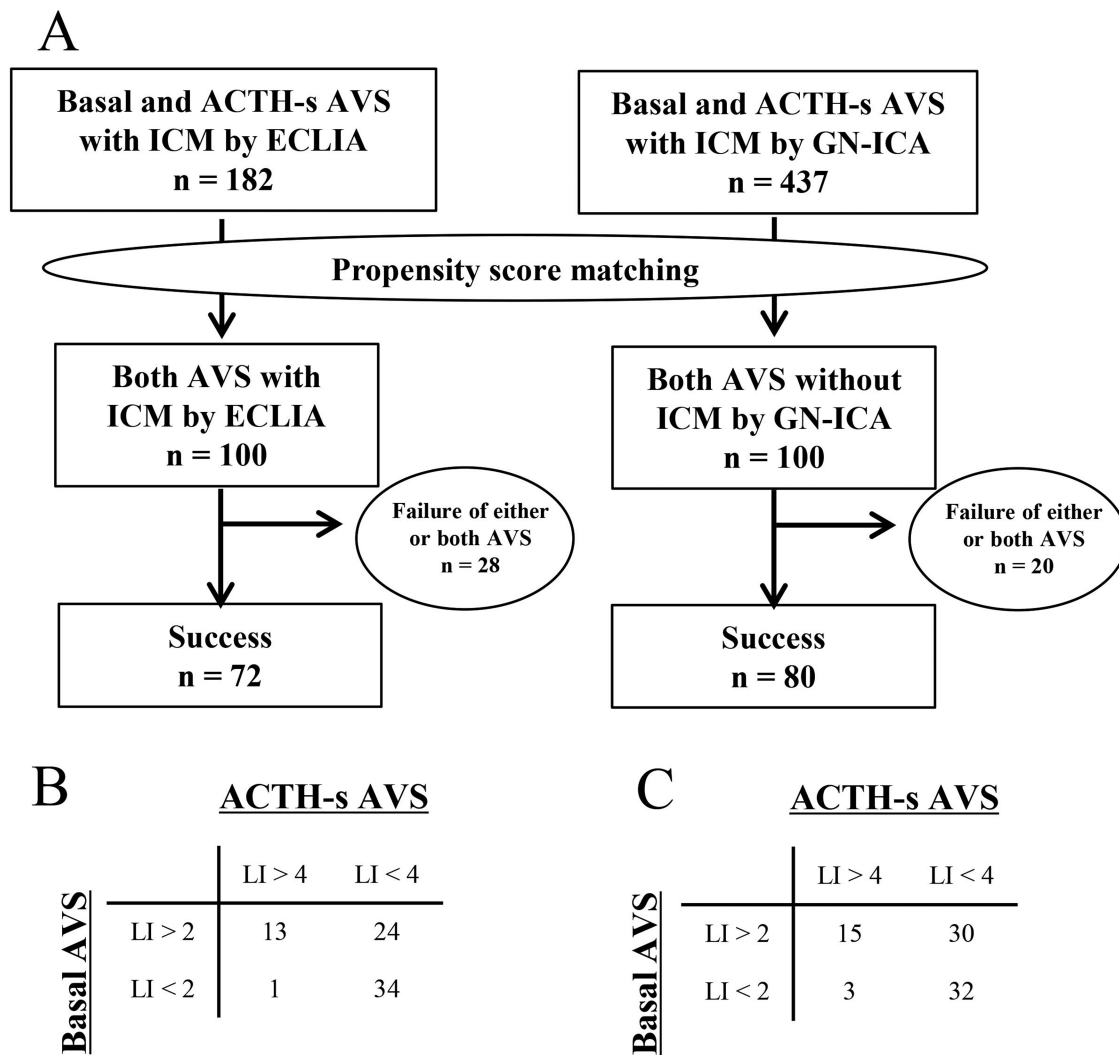 A
Basal and ACTH-s AVS
with ICM by ECLIA
n = 182
Basal and ACTH-s AVS
with ICM by GN-ICA
n = 437
Propensity score matching
Both AVS with
ICM by ECLIA
n = 100
Both AVS without
ICM by GN-ICA
n = 100
Failure of either
or both AVS
n = 28
Failure of either
or both AVS
n = 20
Success
n = 72
Success
n = 80
B
ACTH-s AVS
LI > 4 LI < 4
Basal AVS
LI > 2 13 24
LI < 2 1 34
C
ACTH-s AVS
LI > 4 LI < 4
Basal AVS
LI > 2 15 30
LI < 2 3 32